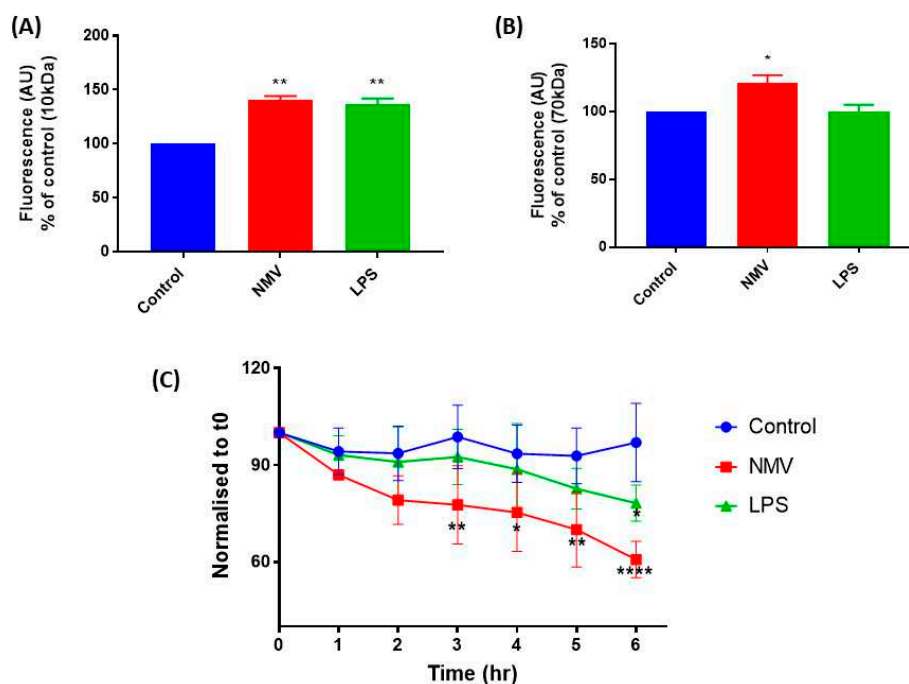 (A)
Fluorescence (AU)
% of control (10kDa)
200
150
100
50
0
**
**
Control
NMV
LPS
(B)
Fluorescence (AU)
% of control (70kDa)
150
100
50
0
*
Control
NMV
LPS
(C)
Normalised to t0
120
90
60
**
*
**
*
****
0 1 2 3 4 5 6
Time (hr)
Control
NMV
LPS